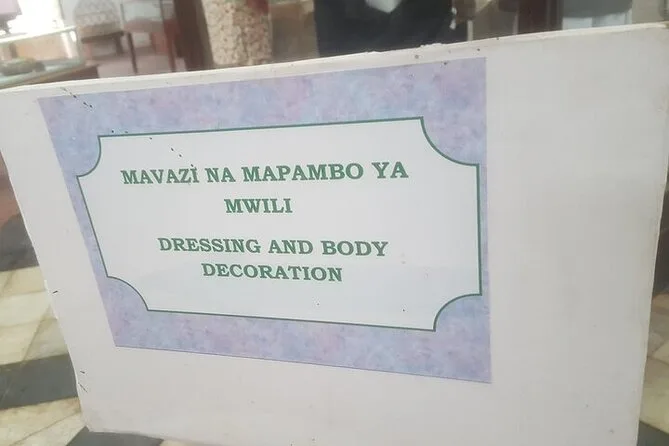 MAVAZI NA MAPAMBO YA
MWILI
DRESSING AND BODY
DECORATION